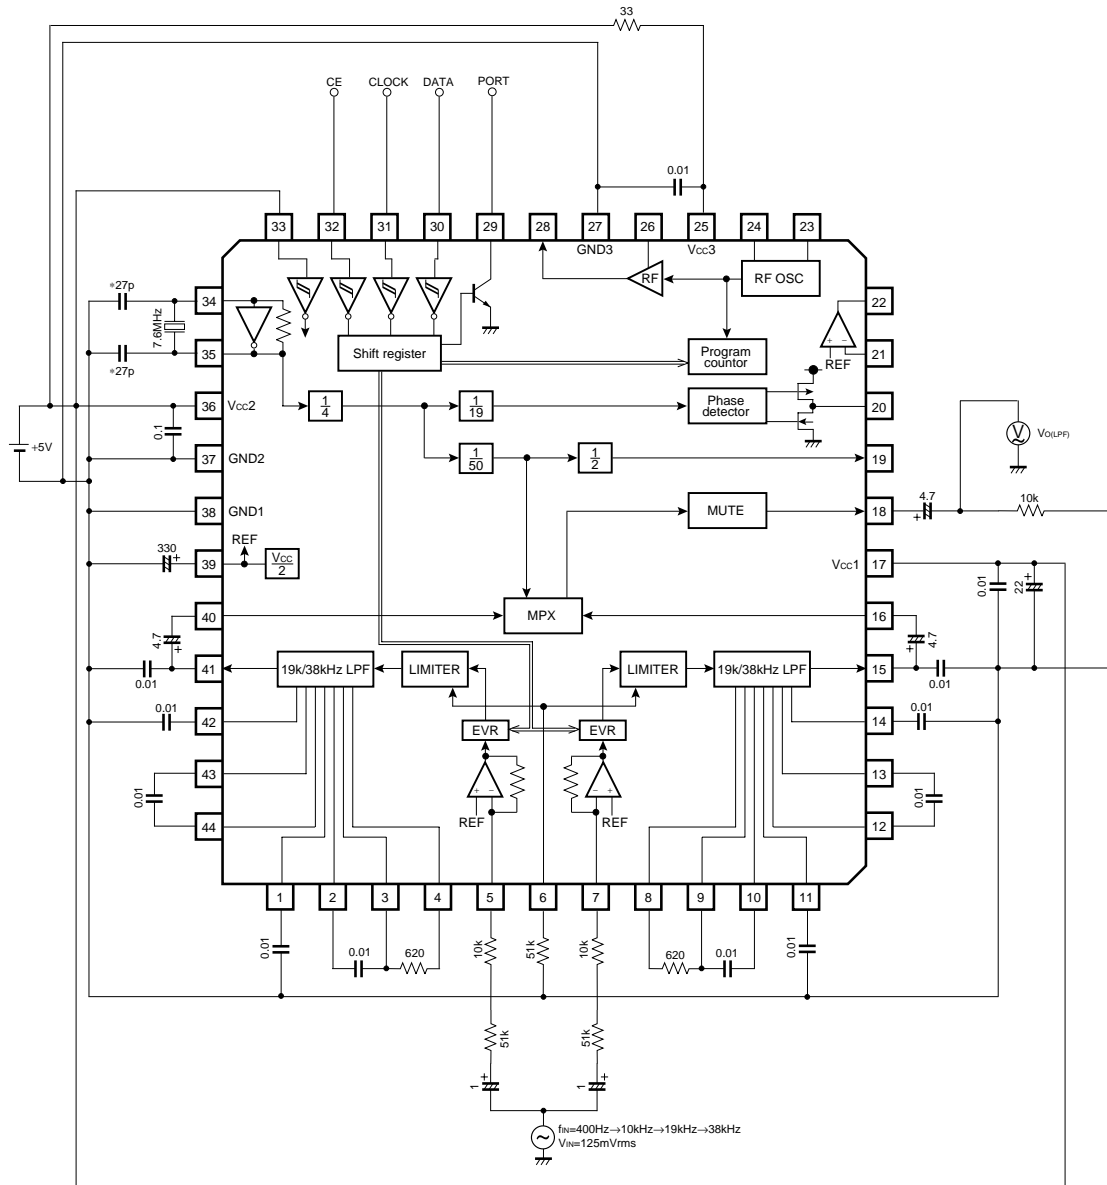 33
CE
CLOCK
DATA
PORT
0.01
33
32
31
30
29
28
27
26
25
24
23
GND3
Vcc3
RF
RF OSC
*27p
34
7.6MHz
35
*27p
22
+ −
REF
21
Shift register
Program
countor
36
Vcc2
1
4
1
19
Phase
detector
20
0.1
+5V
37
GND2
1
50
1
2
19
V
VO(LPF)
38
GND1
MUTE
18
4.7
+
10k
REF
330
+
39
Vcc
2
Vcc1
17
0.01
22
+
40
MPX
16
4.7
+
4.7
+
41
19k/38kHz LPF
LIMITER
LIMITER
19k/38kHz LPF
15
0.01
0.01
0.01
42
EVR
EVR
14
0.01
43
13
0.01
0.01
+ −
− +
REF
REF
44
12
1
2
3
4
5
6
7
8
9
10
11
0.01
0.01
620
10k
51k
10k
620
0.01
0.01
51k
51k
1
+
1
+
fIN=400Hz→10kHz→19kHz→38kHz
VIN=125mVrms